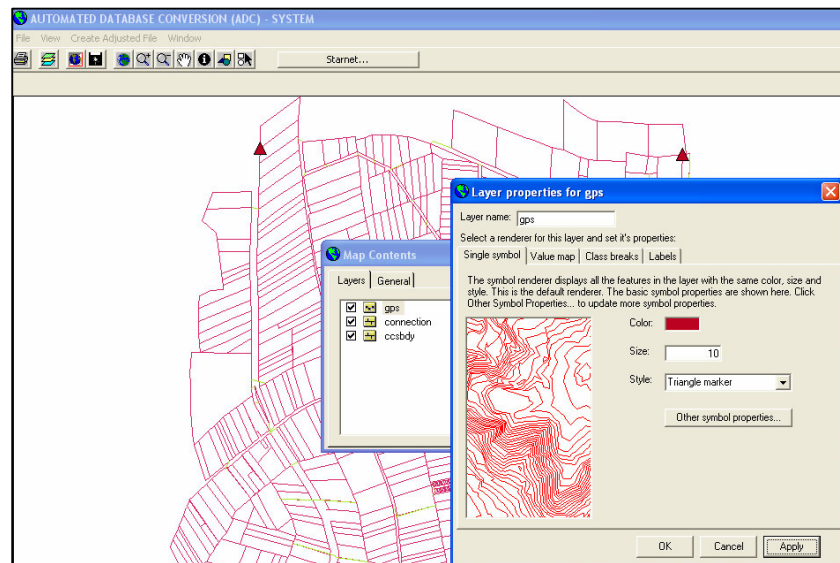 AUTOMATED DATABASE CONVERSION (ADC) - SYSTEM
File View Create Adjusted File Window
Starnet...
Layer properties for gps
Layer name: gps
Select a renderer for this layer and set it's properties:
Single symbol Value map Class breaks Labels
The symbol renderer displays all the features in the layer with the same color, size and
style. This is the default renderer. The basic symbol properties are shown here. Click
Other Symbol Properties... to update more symbol properties.
Color:
Size: 10
Style: Triangle marker
Other symbol properties...
OK Cancel Apply
Map Contents
Layers General
gps
connection
ccsbdy